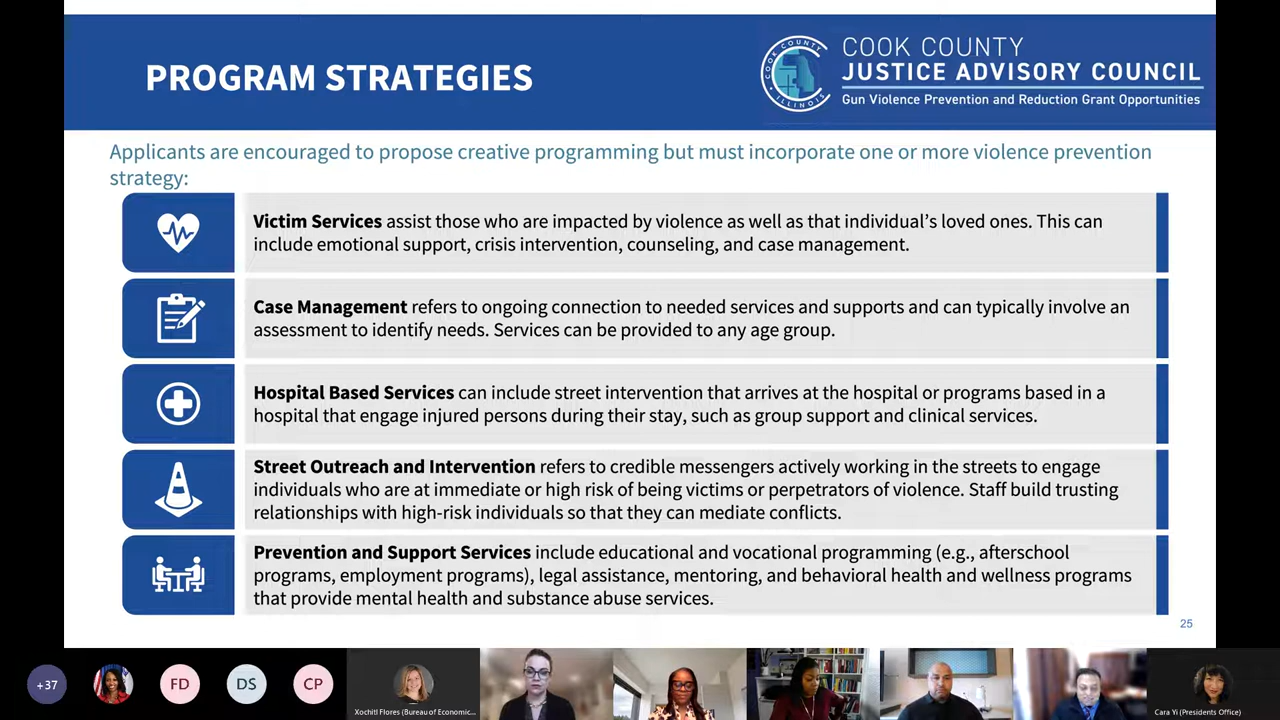 PROGRAM STRATEGIES
COOK COUNTY
ILLINOIS
COOK COUNTY
JUSTICE ADVISORY COUNCIL
Gun Violence Prevention and Reduction Grant Opportunities
Applicants are encouraged to propose creative programming but must incorporate one or more violence prevention
strategy:
Victim Services assist those who are impacted by violence as well as that individual’s loved ones. This can
include emotional support, crisis intervention, counseling, and case management.
Case Management refers to ongoing connection to needed services and supports and can typically involve an
assessment to identify needs. Services can be provided to any age group.
Hospital Based Services can include street intervention that arrives at the hospital or programs based in a
hospital that engage injured persons during their stay, such as group support and clinical services.
Street Outreach and Intervention refers to credible messengers actively working in the streets to engage
individuals who are at immediate or high risk of being victims or perpetrators of violence. Staff build trusting
relationships with high-risk individuals so that they can mediate conflicts.
Prevention and Support Services include educational and vocational programming (e.g., afterschool
programs, employment programs), legal assistance, mentoring, and behavioral health and wellness programs
that provide mental health and substance abuse services.
25
+37
FD
DS
CP
Xochitl Flores (Bureau of Economic...
Cara Yi (Presidents Office)